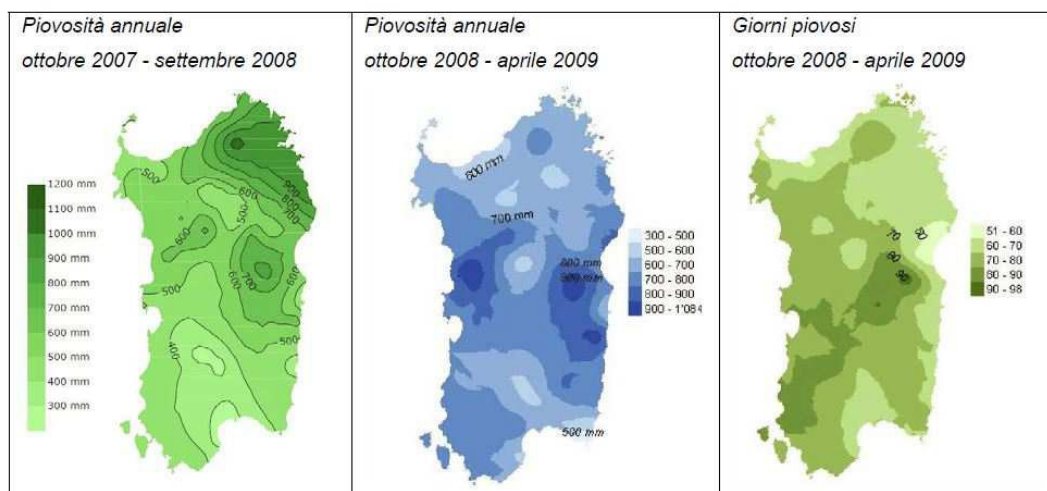 Piovosità annuale
ottobre 2007 - settembre 2008
1200 mm
1100 mm
1000 mm
900 mm
800 mm
700 mm
600 mm
500 mm
400 mm
300 mm
500
600
500
900
800
700
600
600
700
600
500
500
400
Piovosità annuale
ottobre 2008 - aprile 2009
600 mm
700 mm
800 mm
900 mm
500 mm
300 - 500
500 - 600
600 - 700
700 - 800
800 - 900
900 - 1'084
Giorni piovosi
ottobre 2008 - aprile 2009
70
60
80
90
51 - 60
60 - 70
70 - 80
80 - 90
90 - 98